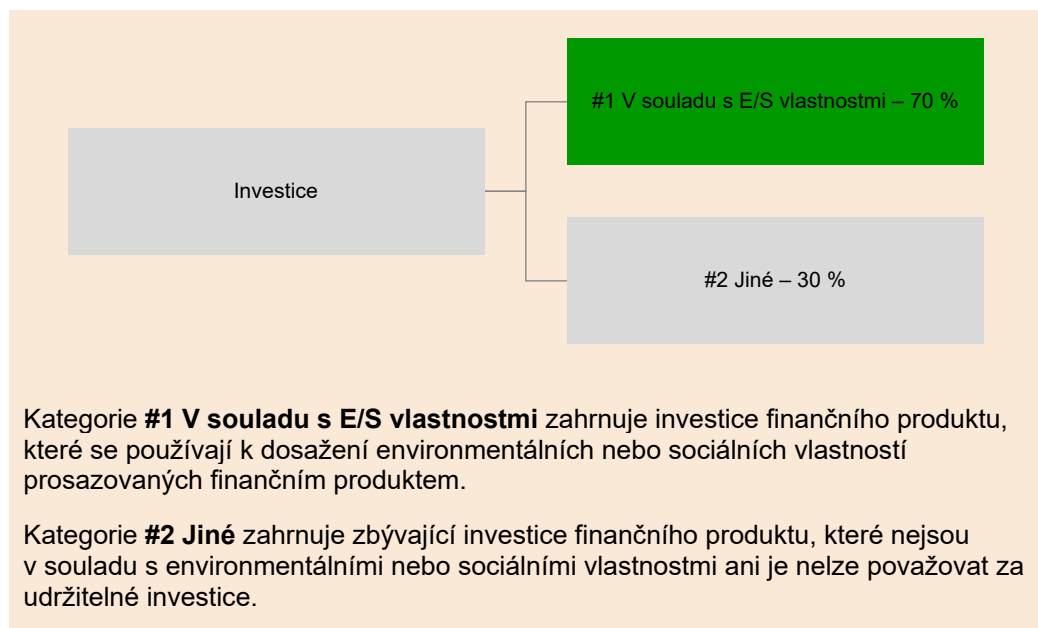 #1 V souladu s E/S vlastnostmi – 70 %
Investice
#2 Jiné – 30 %
Kategorie #1 V souladu s E/S vlastnostmi zahrnuje investice finančního produktu,
které se používají k dosažení environmentálních nebo sociálních vlastností
prosazovaných finančním produktem.
Kategorie #2 Jiné zahrnuje zbývající investice finančního produktu, které nejsou
v souladu s environmentálními nebo sociálními vlastnostmi ani je nelze považovat za
udržitelné investice.